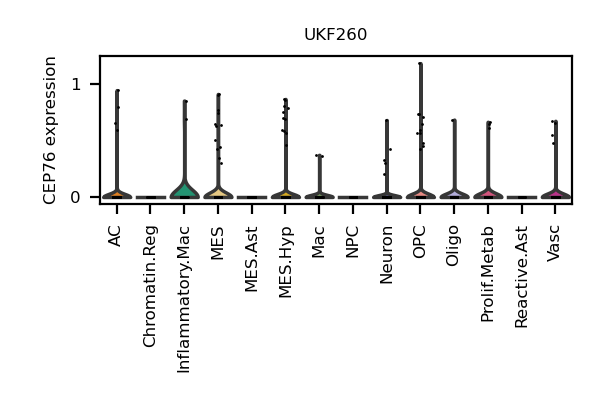 UKF260
CEP76 expression
1
0
AC
Chromatin.Reg
Inflammatory.Mac
MES
MES.Ast
MES.Hyp
Mac
NPC
Neuron
OPC
Oligo
Prolif.Metab
Reactive.Ast
Vasc